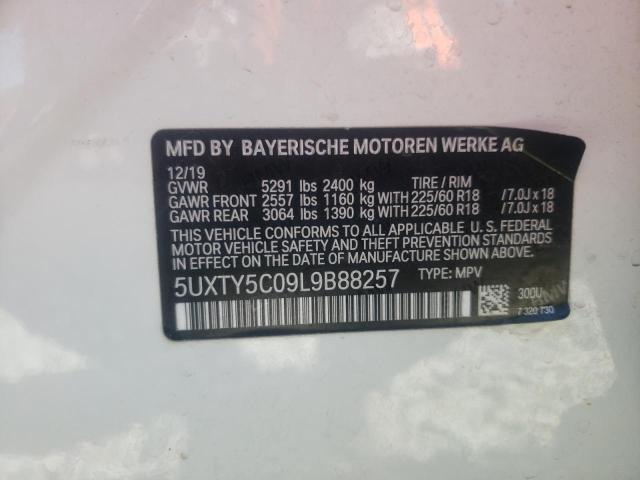 MFD BY BAYERISCHE MOTOREN WERKE AG
12/19
GVWR 5291 lbs 2400 kg TIRE / RIM
GAWR FRONT 2557 lbs 1160 kg WITH 225/60 R18 /7.0J x 18
GAWR REAR 3064 lbs 1390 kg WITH 225/60 R18 /7.0J x 18
THIS VEHICLE CONFORMS TO ALL APPLICABLE U. S. FEDERAL
MOTOR VEHICLE SAFETY AND THEFT PREVENTION STANDARDS
IN EFFECT ON THE DATE OF MANUFACTURE SHOWN ABOVE.
5UXTY5C09L9B88257 TYPE: MPV
300U
7 320 730